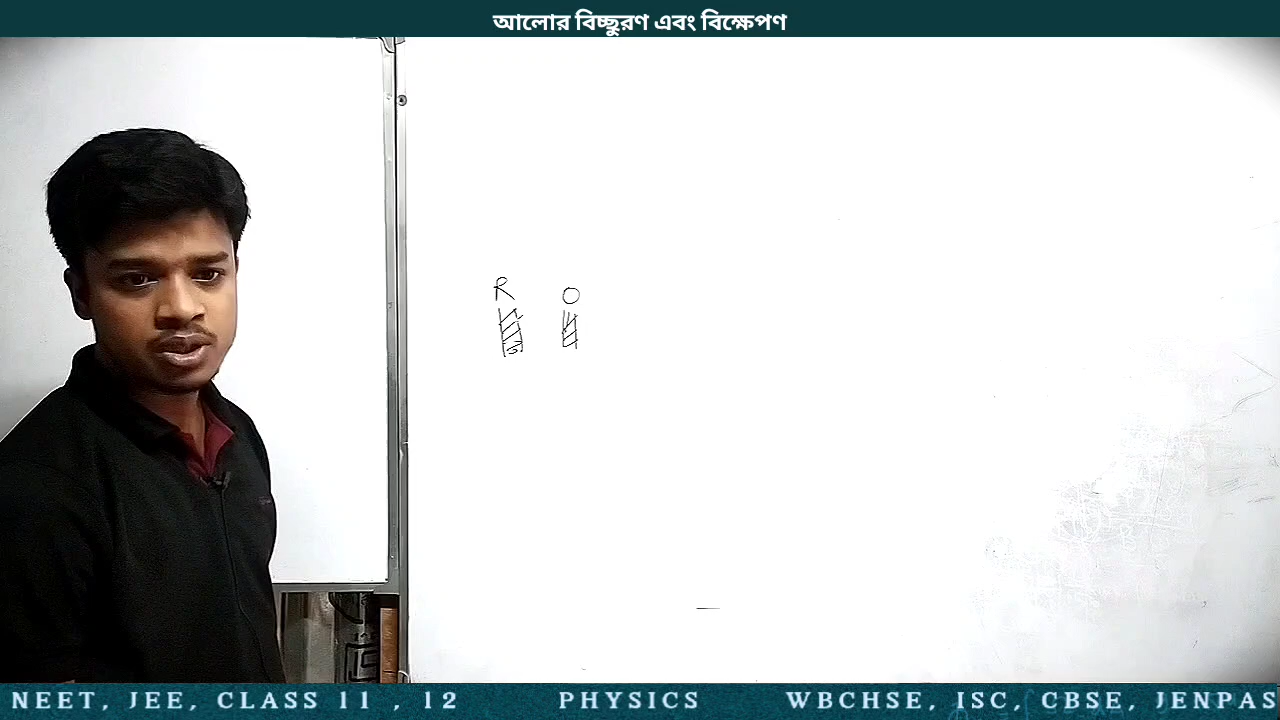 আলোর বিচ্ছুরণ এবং বিক্ষেপণ
R O
NEET, JEE, CLASS 11 , 12 PHYSICS WBCHSE, ISC, CBSE, JENPAS